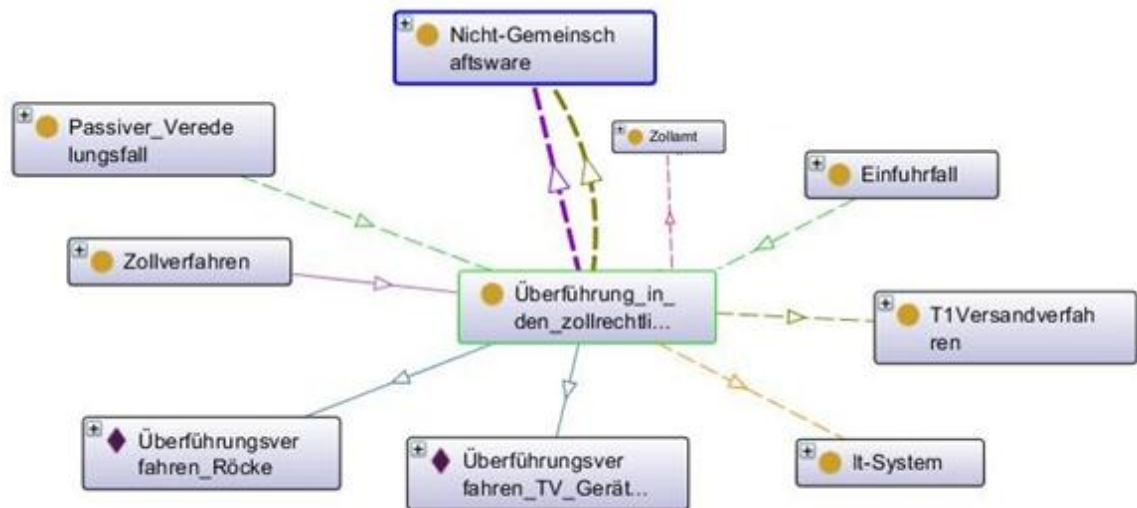 Nicht-Gemeinsch
aftsware
Passiver_Verede
lungsfall
Zollamt
Einfuhrfall
Zollverfahren
Überführung_in_
den_zollrechtli...
T1Versandverfah
ren
Überführungsver
fahren_Röcke
Überführungsver
fahren_TV_Gerät...
It-System